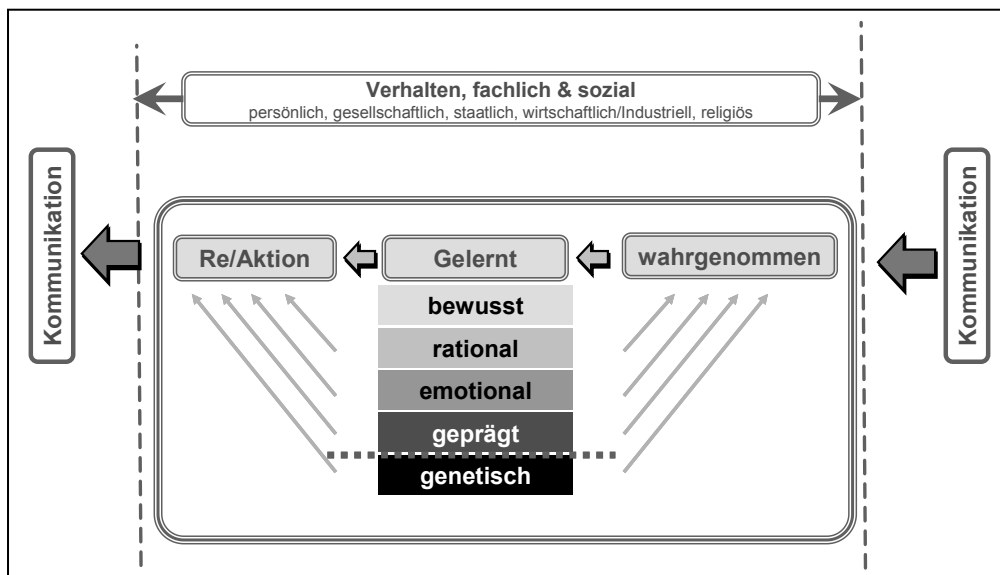 Verhalten, fachlich & sozial
persönlich, gesellschaftlich, staatlich, wirtschaftlich/Industriell, religiös
Kommunikation
Re/Aktion
Gelernt
wahrgenommen
Kommunikation
bewusst
rational
emotional
geprägt
genetisch